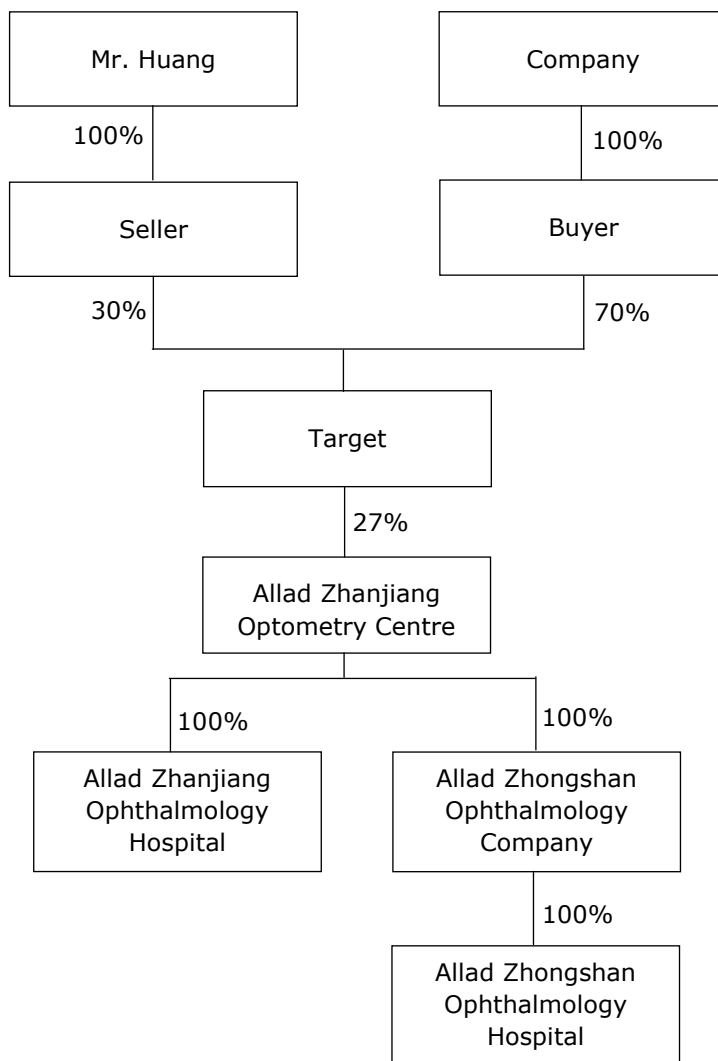 Mr. Huang
Company
100%
100%
Seller
Buyer
30%
70%
Target
27%
Allad Zhanjiang
Optometry Centre
100%
100%
Allad Zhanjiang
Ophthalmology
Hospital
Allad Zhongshan
Ophthalmology
Company
100%
Allad Zhongshan
Ophthalmology
Hospital